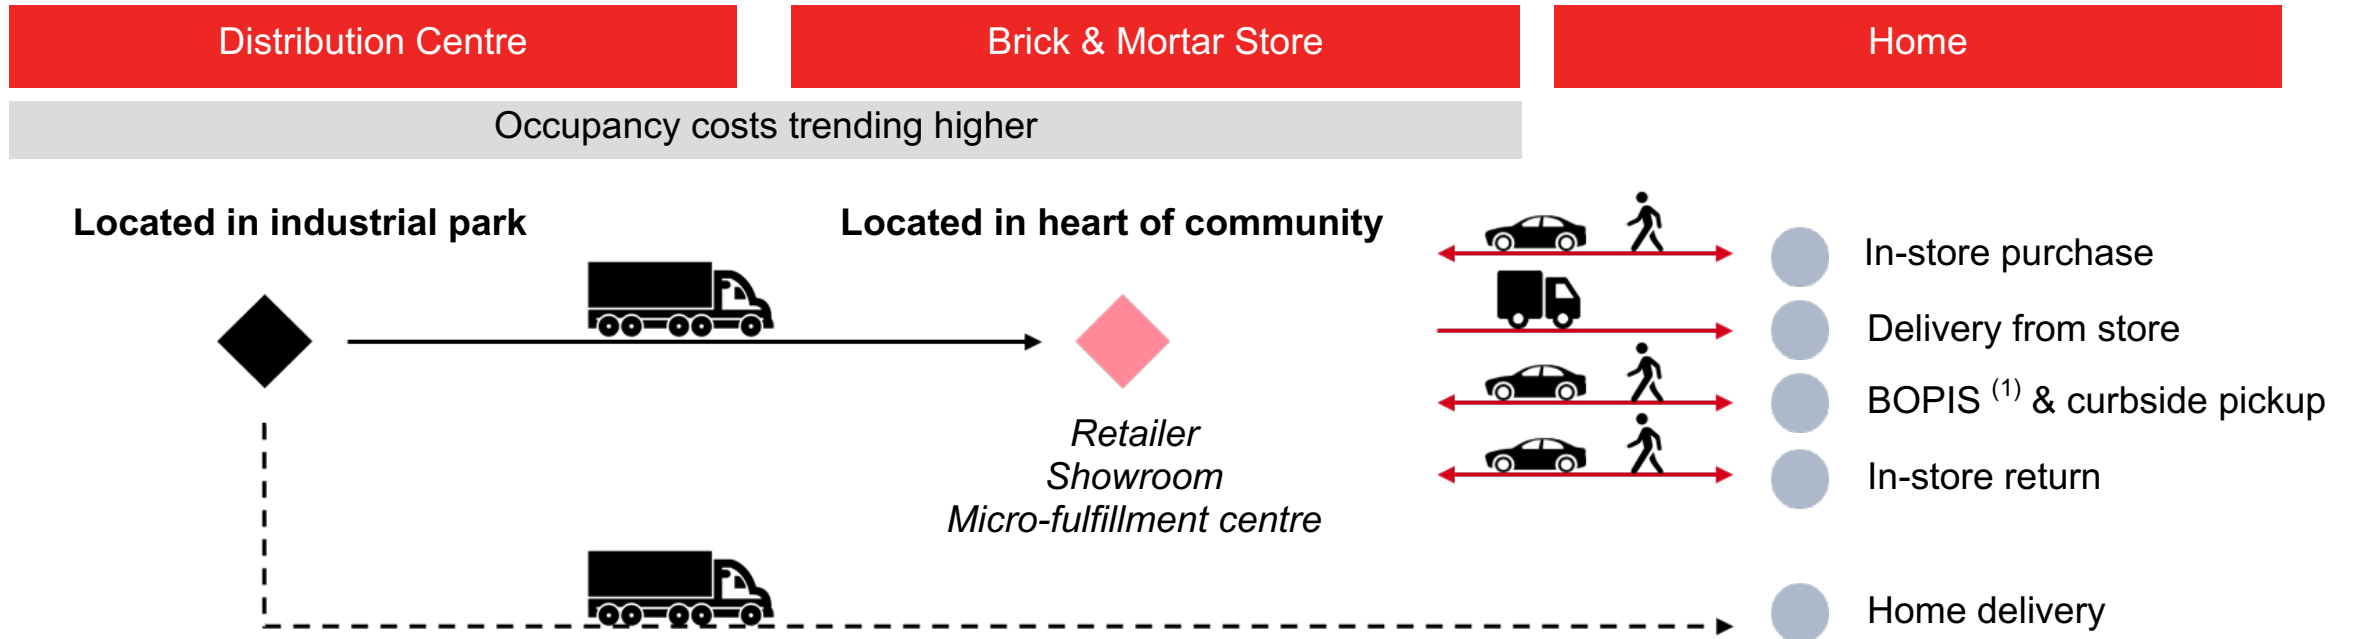 Distribution Centre
Brick & Mortar Store
Home
Occupancy costs trending higher
Located in industrial park
Located in heart of community
Retailer
Showroom
Micro-fulfillment centre
In-store purchase
Delivery from store
BOPIS (1) & curbside pickup
In-store return
Home delivery